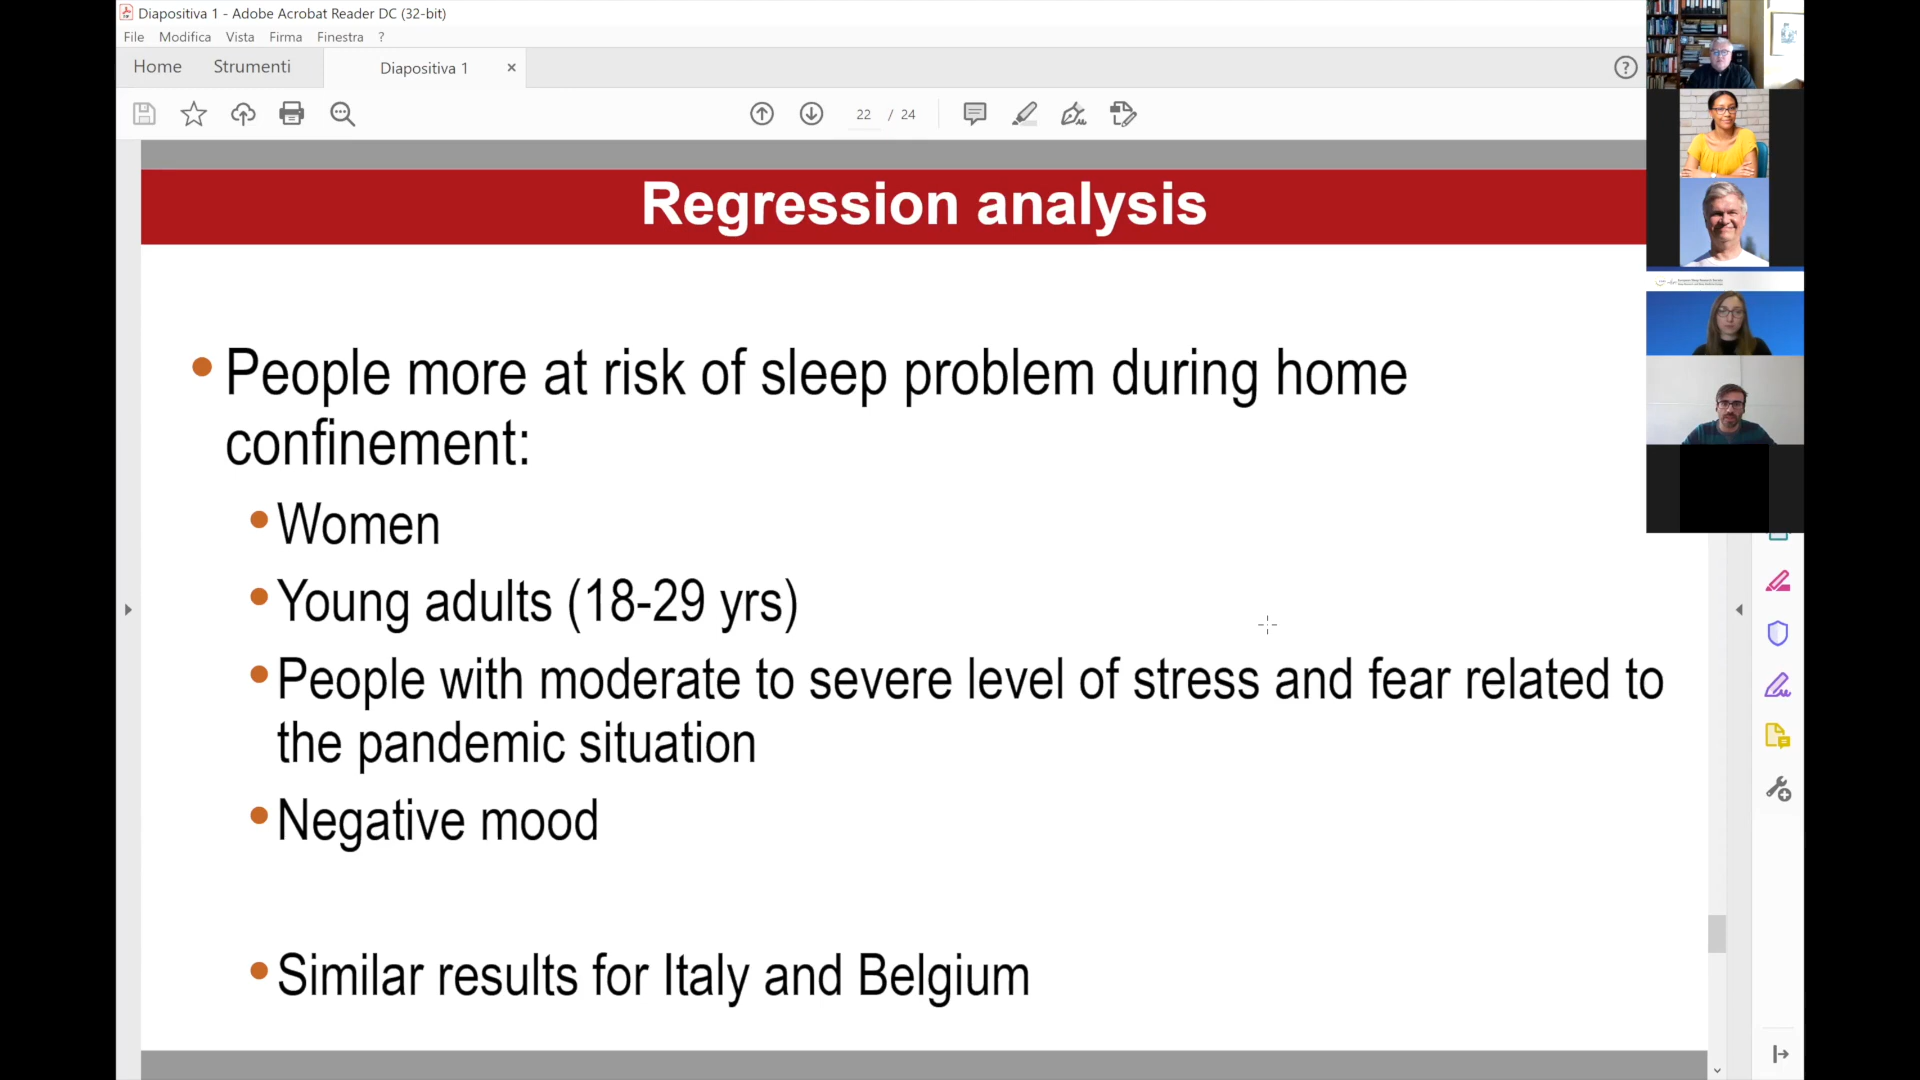 Diapositiva 1 - Adobe Acrobat Reader DC (32-bit)
File Modifica Vista Firma Finestra ?
Home Strumenti Diapositiva 1 ×
22 / 24
Regression analysis
• People more at risk of sleep problem during home
confinement:
• Women
• Young adults (18-29 yrs)
• People with moderate to severe level of stress and fear related to
the pandemic situation
• Negative mood
• Similar results for Italy and Belgium